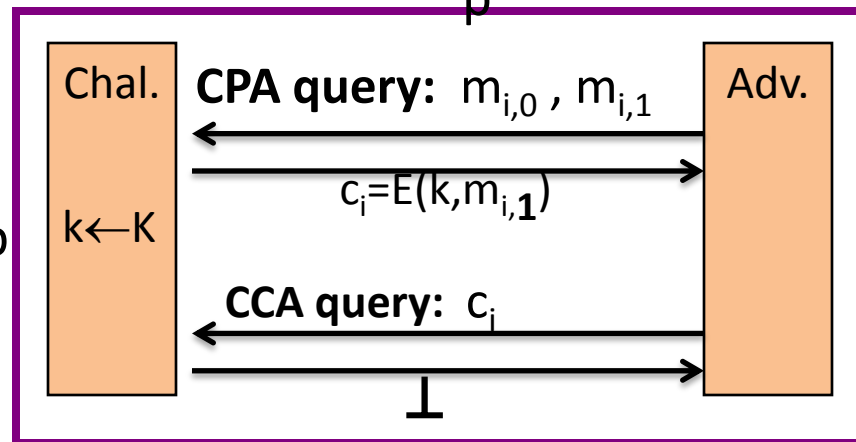 p
Chal.
CPA query: m_{i,0} , m_{i,1}
Adv.
c_i=E(k,m_{i,1})
k←K
CCA query: c_i
⊥